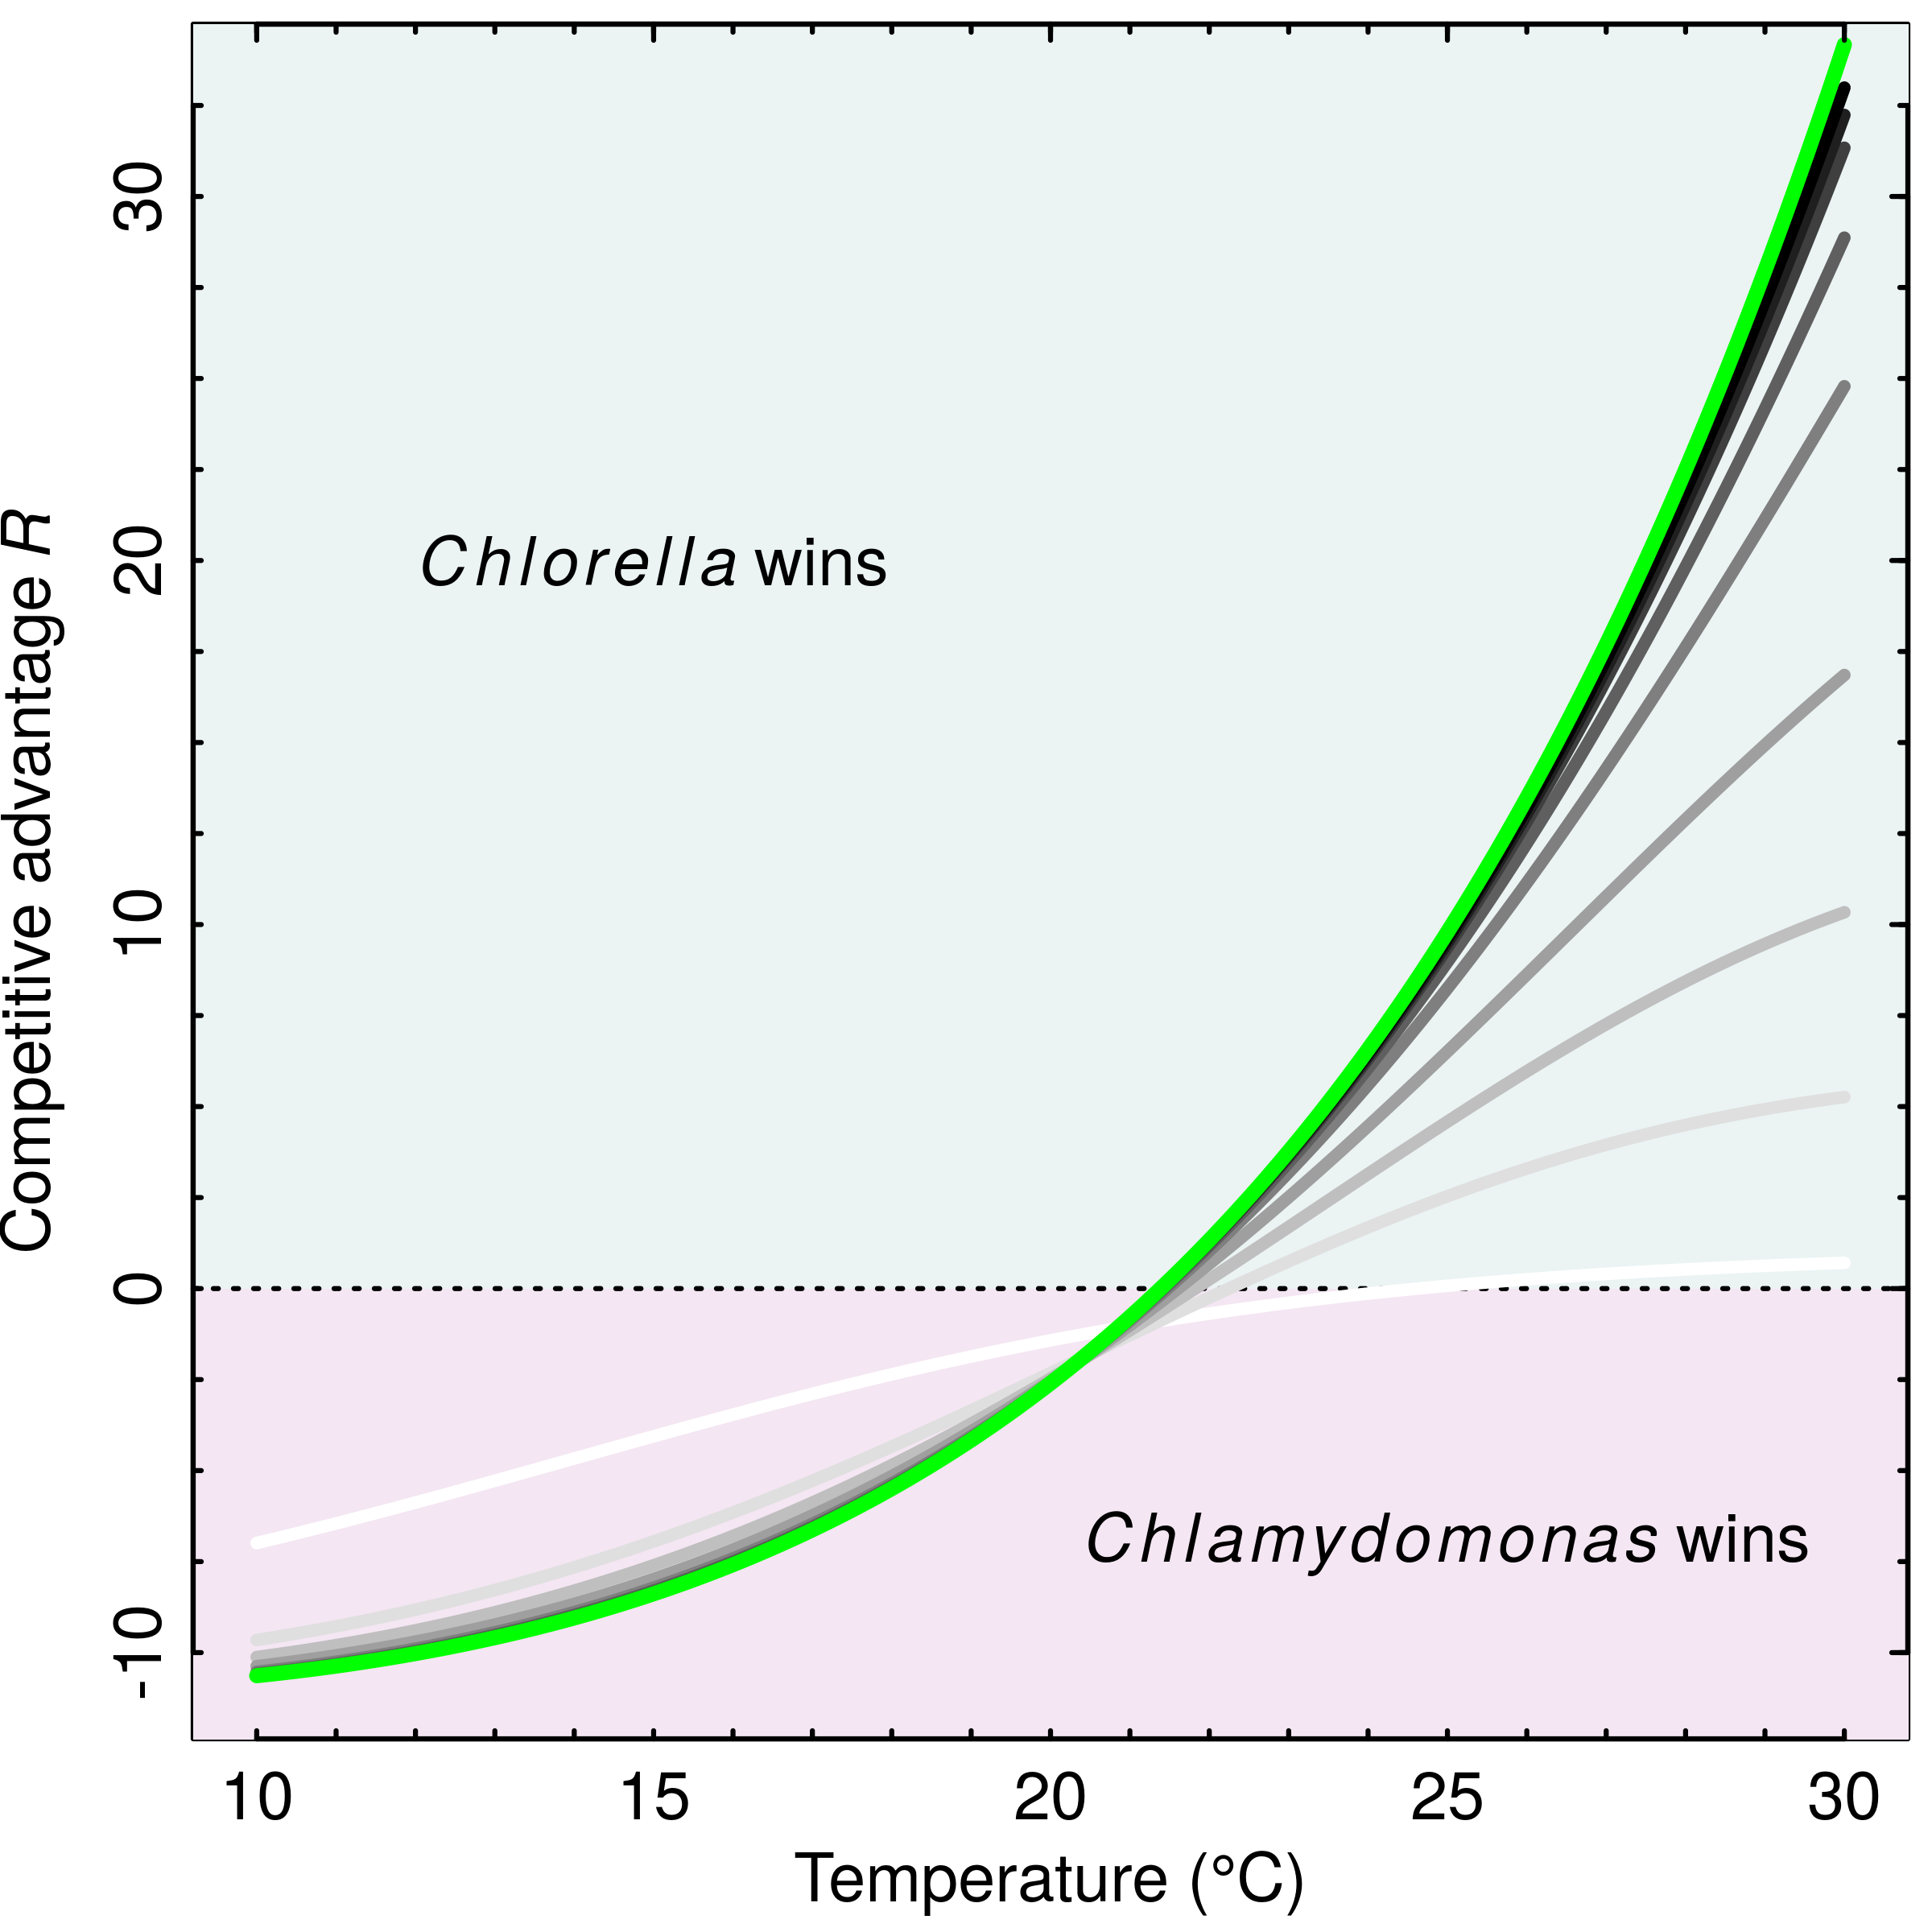 Competitive advantage R
30
20
10
0
-10
Chlorella wins
Chlamydomonas wins
10 15 20 25 30
Temperature (°C)